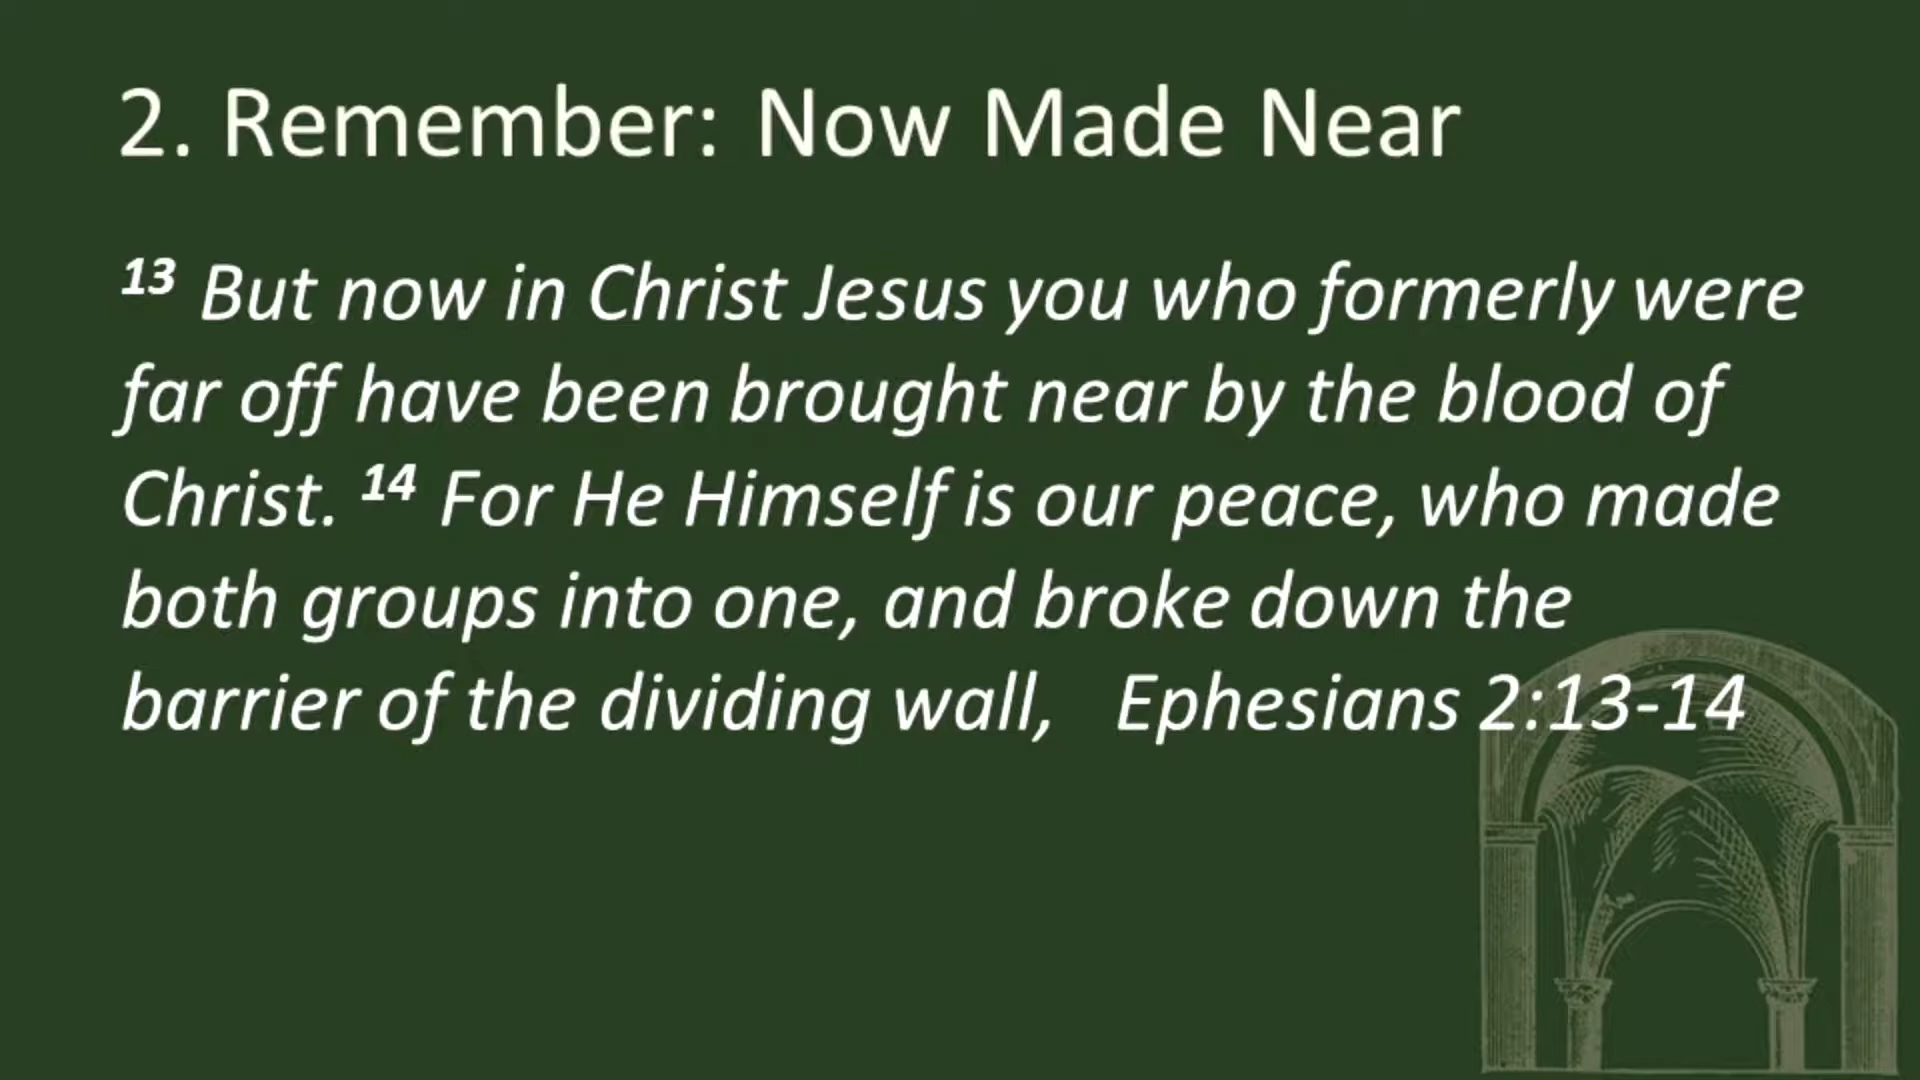 2. Remember: Now Made Near
13 But now in Christ Jesus you who formerly were
far off have been brought near by the blood of
Christ. 14 For He Himself is our peace, who made
both groups into one, and broke down the
barrier of the dividing wall, Ephesians 2:13-14